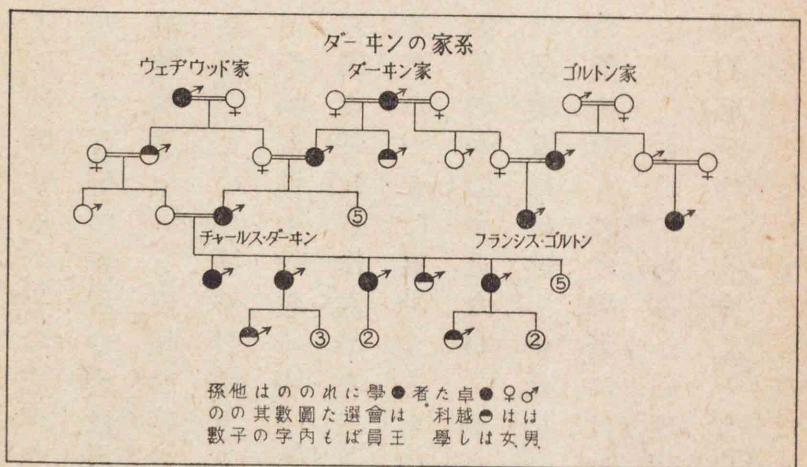 ダーヰンの家系
ウェヂウッド家
ダーヰン家
ゴルトン家
⑤
チャールス・ダーヰン
フランシス・ゴルトン
⑤
③
②
②
♂は男
♀は女、
●◓は
卓越し
た科學
者。
●は王
學會員
に選ば
れたも
の圓内
の數字
は其の
他の子
孫の數